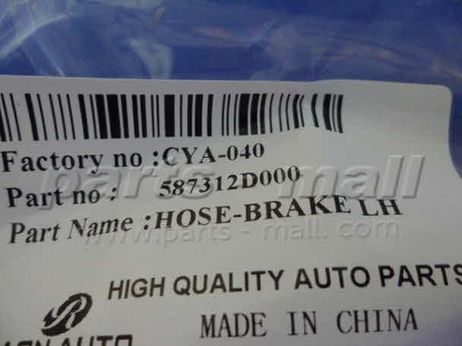 Factory no :CYA-040
Part no : 587312D000
Part Name :HOSE-BRAKE LH
parts - mall
www.parts-mall.com
HIGH QUALITY AUTO PARTS
AUTO
MADE IN CHINA